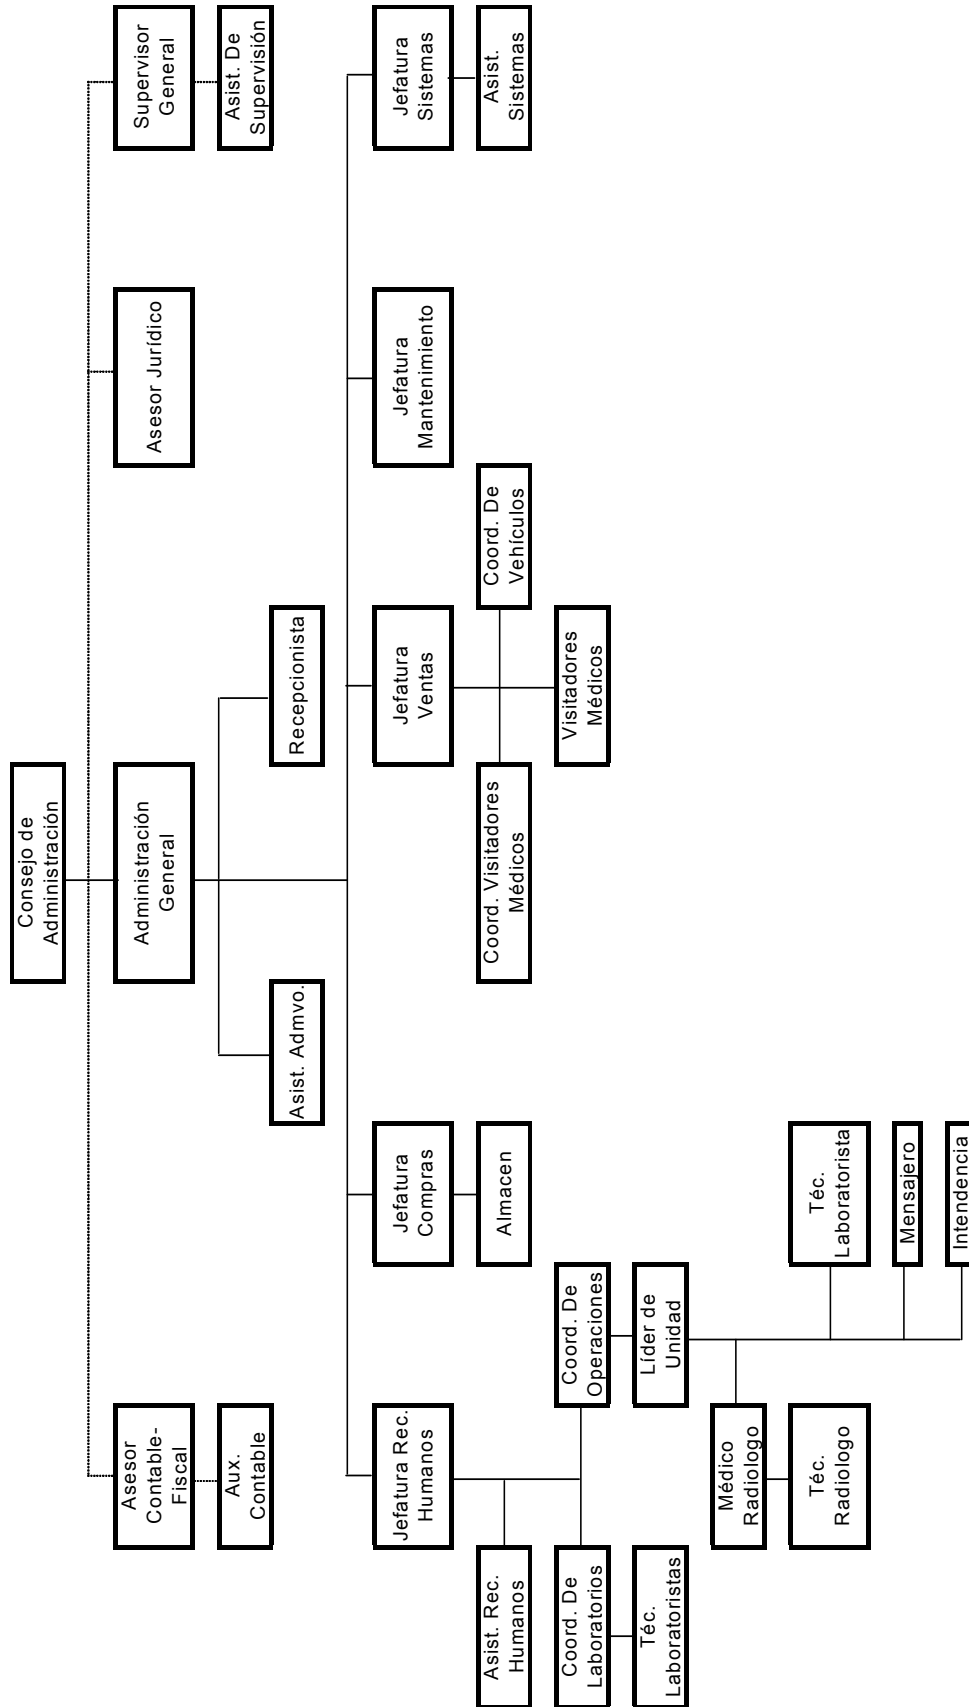 Consejo de
Administración
Asesor
Contable-
Fiscal
Administración
General
Asesor Jurídico
Supervisor
General
Aux.
Contable
Asist. De
Supervisión
Asist. Admvo.
Recepcionista
Jefatura Rec.
Humanos
Jefatura
Compras
Jefatura
Ventas
Jefatura
Mantenimiento
Jefatura
Sistemas
Asist. Rec.
Humanos
Almacen
Coord. Visitadores
Médicos
Coord. De
Vehículos
Asist.
Sistemas
Coord. De
Laboratorios
Coord. De
Operaciones
Visitadores
Médicos
Téc.
Laboratoristas
Líder de
Unidad
Médico
Radiologo
Téc.
Radiologo
Téc.
Laboratorista
Mensajero
Intendencia